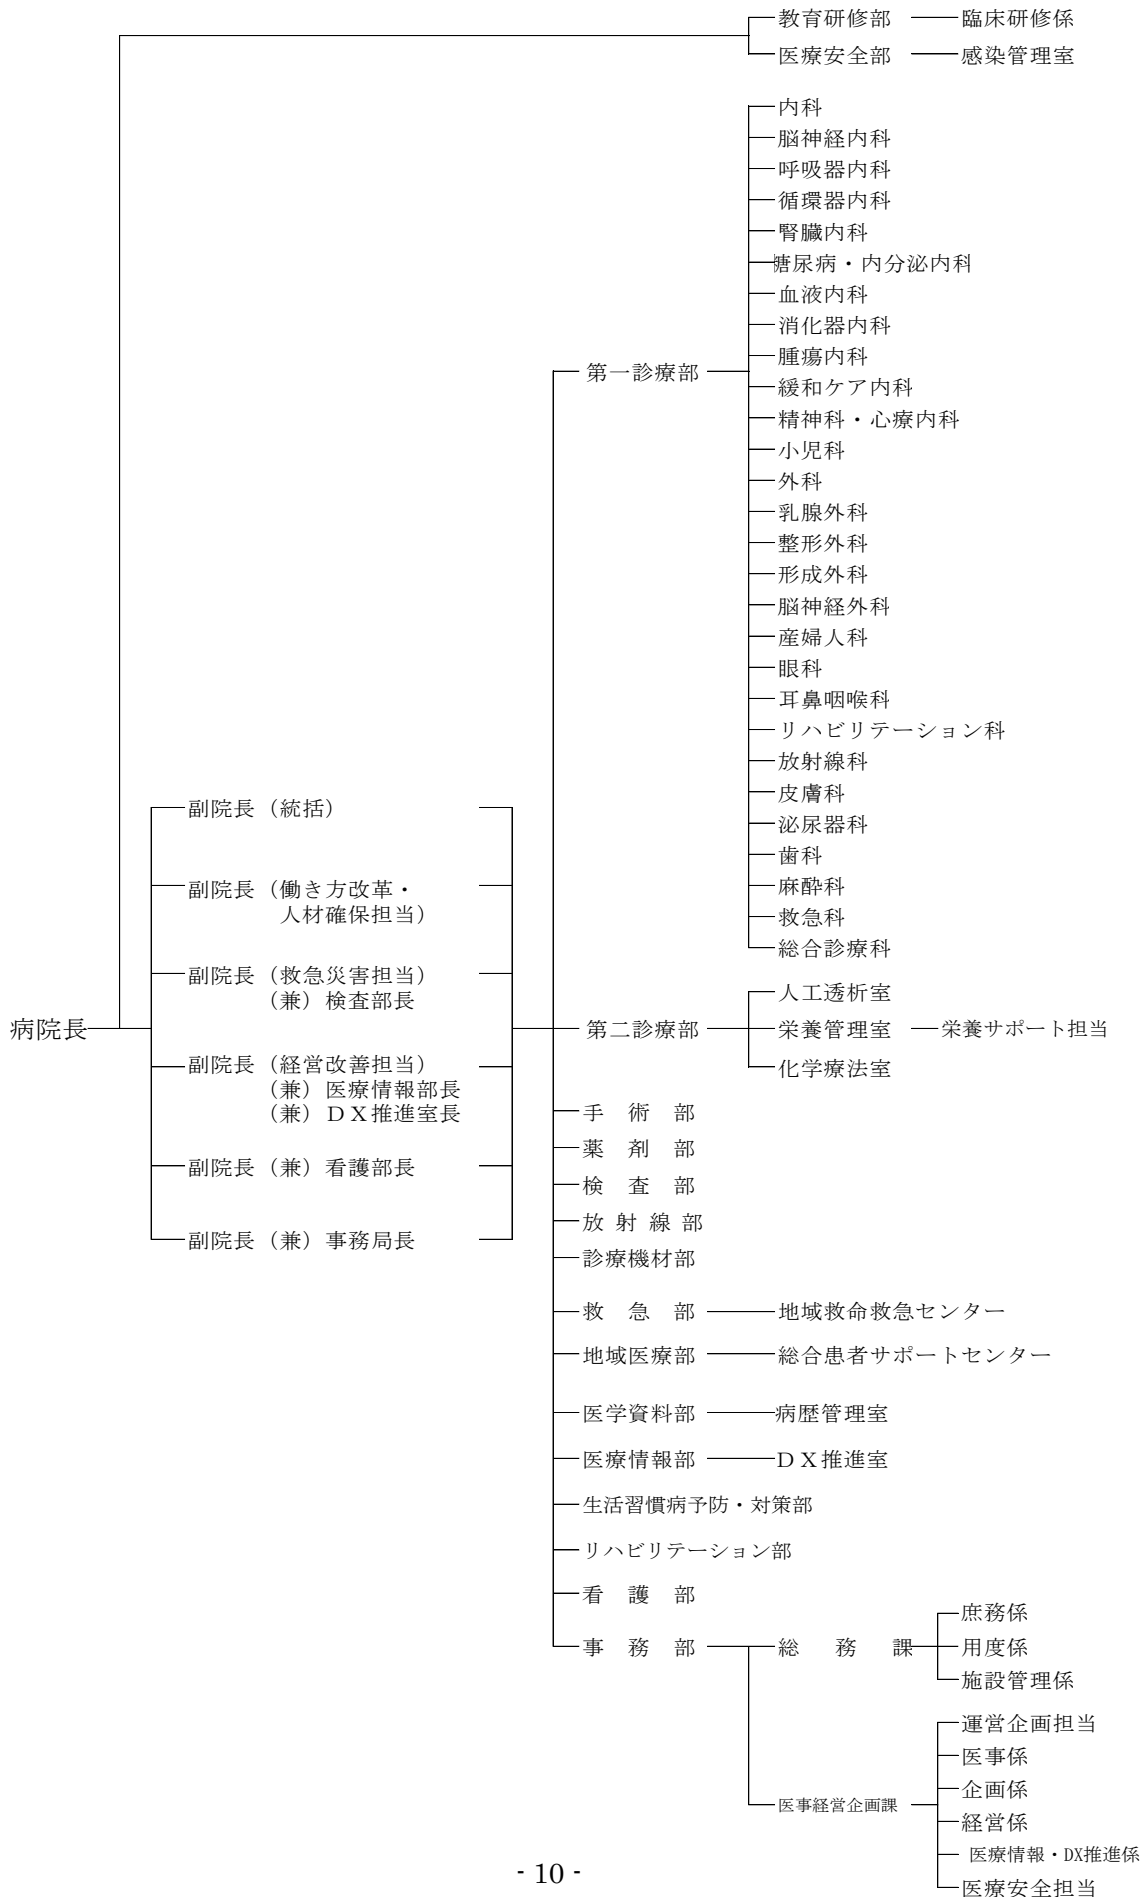 教育研修部 臨床研修係
医療安全部 感染管理室
内科
脳神経内科
呼吸器内科
循環器内科
腎臓内科
糖尿病・内分泌内科
血液内科
消化器内科
腫瘍内科
第一診療部
緩和ケア内科
精神科・心療内科
小児科
外科
乳腺外科
整形外科
形成外科
脳神経外科
産婦人科
眼科
耳鼻咽喉科
リハビリテーション科
放射線科
皮膚科
泌尿器科
歯科
麻酔科
救急科
総合診療科
副院長（統括）
副院長（働き方改革・
人材確保担当）
副院長（救急災害担当）
（兼）検査部長
病院長
副院長（経営改善担当）
（兼）医療情報部長
（兼）ＤＸ推進室長
副院長（兼）看護部長
副院長（兼）事務局長
人工透析室
第二診療部 栄養管理室 栄養サポート担当
化学療法室
手術部
薬剤部
検査部
放射線部
診療機材部
救急部 地域救命救急センター
地域医療部 総合患者サポートセンター
医学資料部 病歴管理室
医療情報部 ＤＸ推進室
生活習慣病予防・対策部
リハビリテーション部
看護部
事務部 総務課
庶務係
用度係
施設管理係
医事経営企画課
運営企画担当
医事係
企画係
経営係
医療情報・DX推進係
医療安全担当
- 10 -